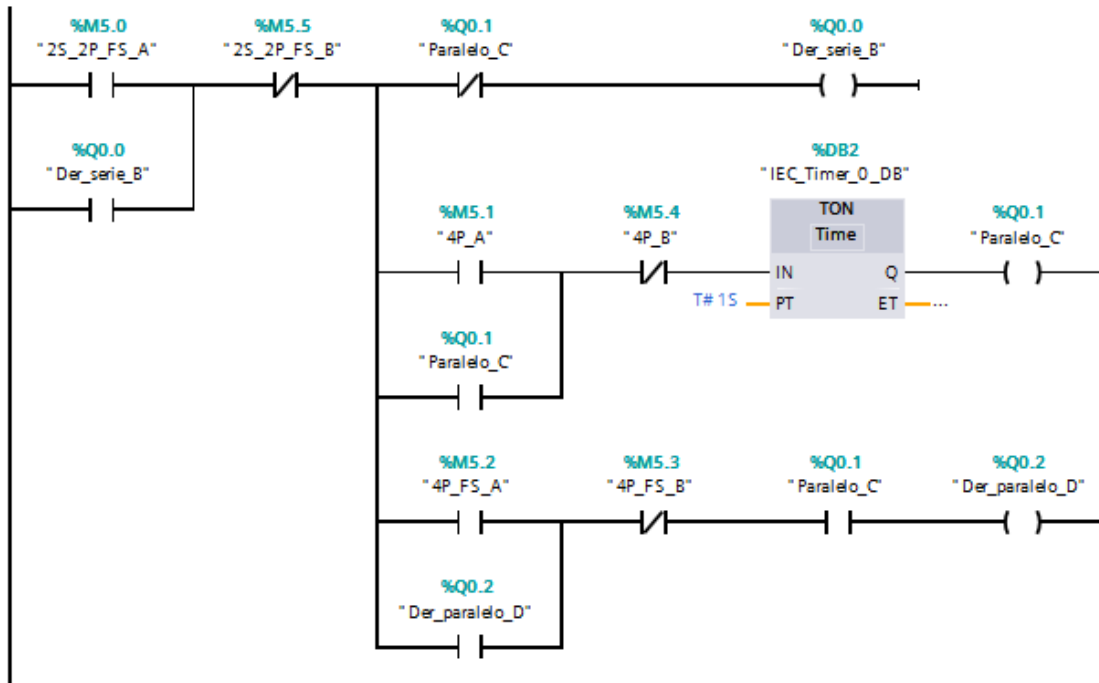 %M5.0 %M5.5 %Q0.1 %Q0.0
"2S_2P_FS_A" "2S_2P_FS_B" "Paralelo_C" "Der_serie_B"
%Q0.0 %DB2
"Der_serie_B" "IEC_Timer_0_DB"
%M5.1 %M5.4 TON %Q0.1
"4P_A" "4P_B" Time "Paralelo_C"
IN Q
T#1S PT ET ...
%Q0.1
"Paralelo_C"
%M5.2 %M5.3 %Q0.1 %Q0.2
"4P_FS_A" "4P_FS_B" "Paralelo_C" "Der_paralelo_D"
%Q0.2
"Der_paralelo_D"